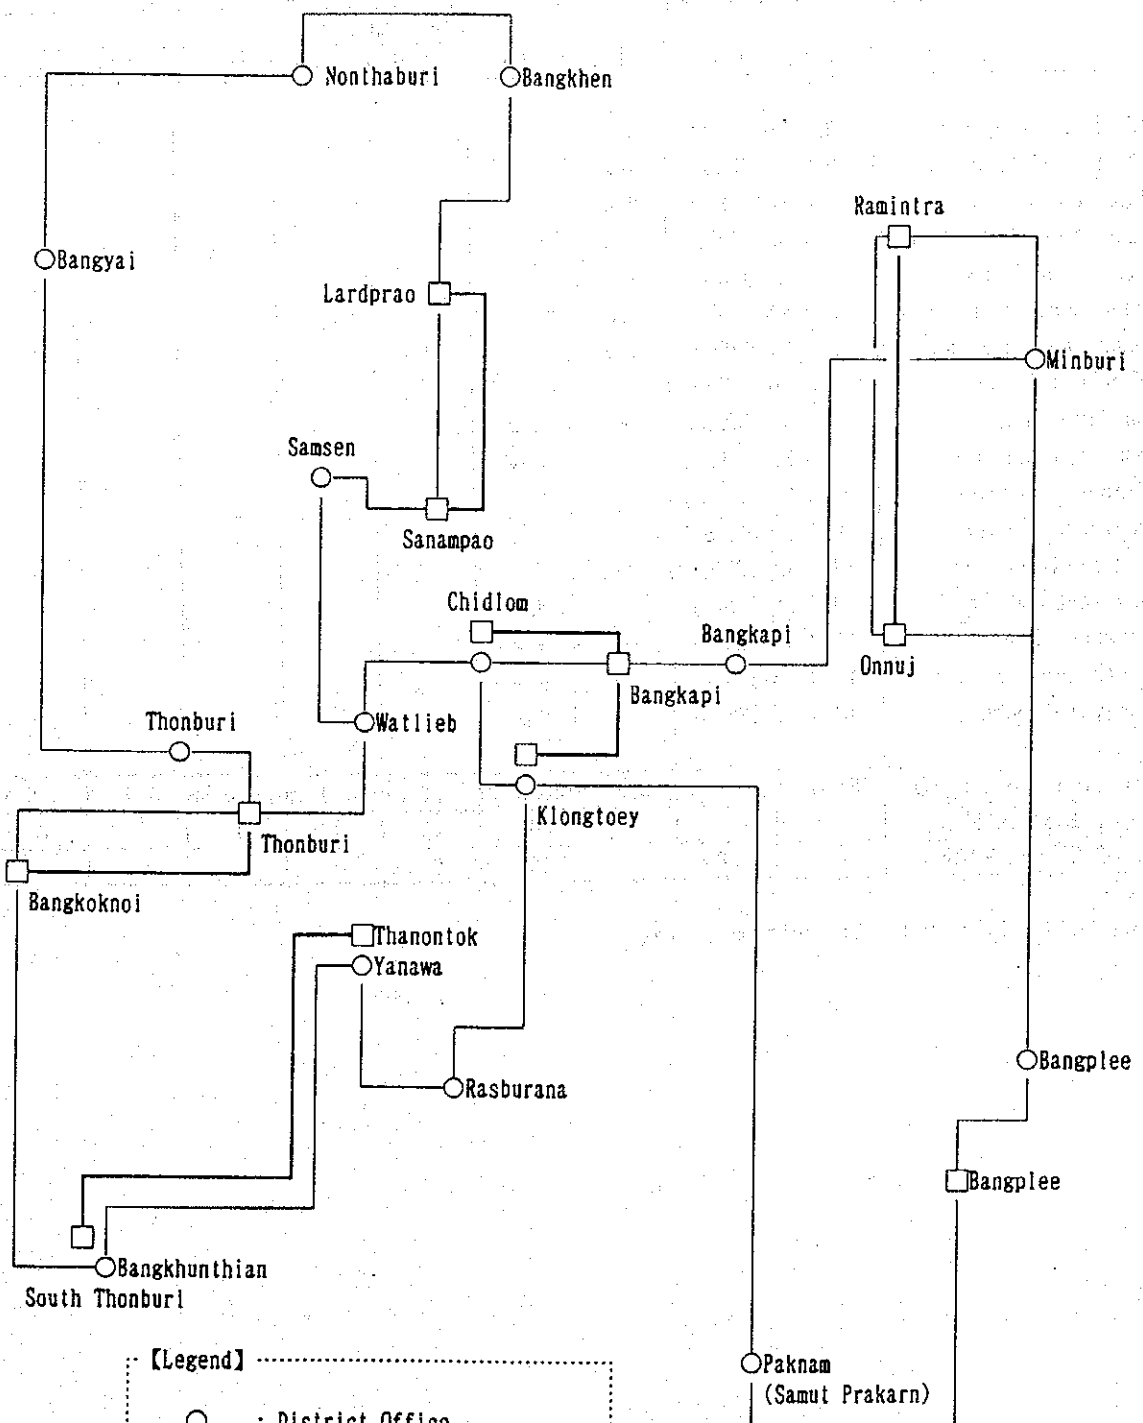 Nonthaburi
Bangkhen
Ramintra
Bangyai
Lardprao
Minburi
Samsen
Sanampao
Chidlom
Bangkapi
Onnuj
Bangkapi
Thonburi
Watlieb
Klongtoey
Thonburi
Bangkoknoi
Thanontok
Yanawa
Bangplee
Rasburana
Bangplee
Bangkhunthian
South Thonburi
【Legend】
Paknam
(Samut Prakarn)
: District Office